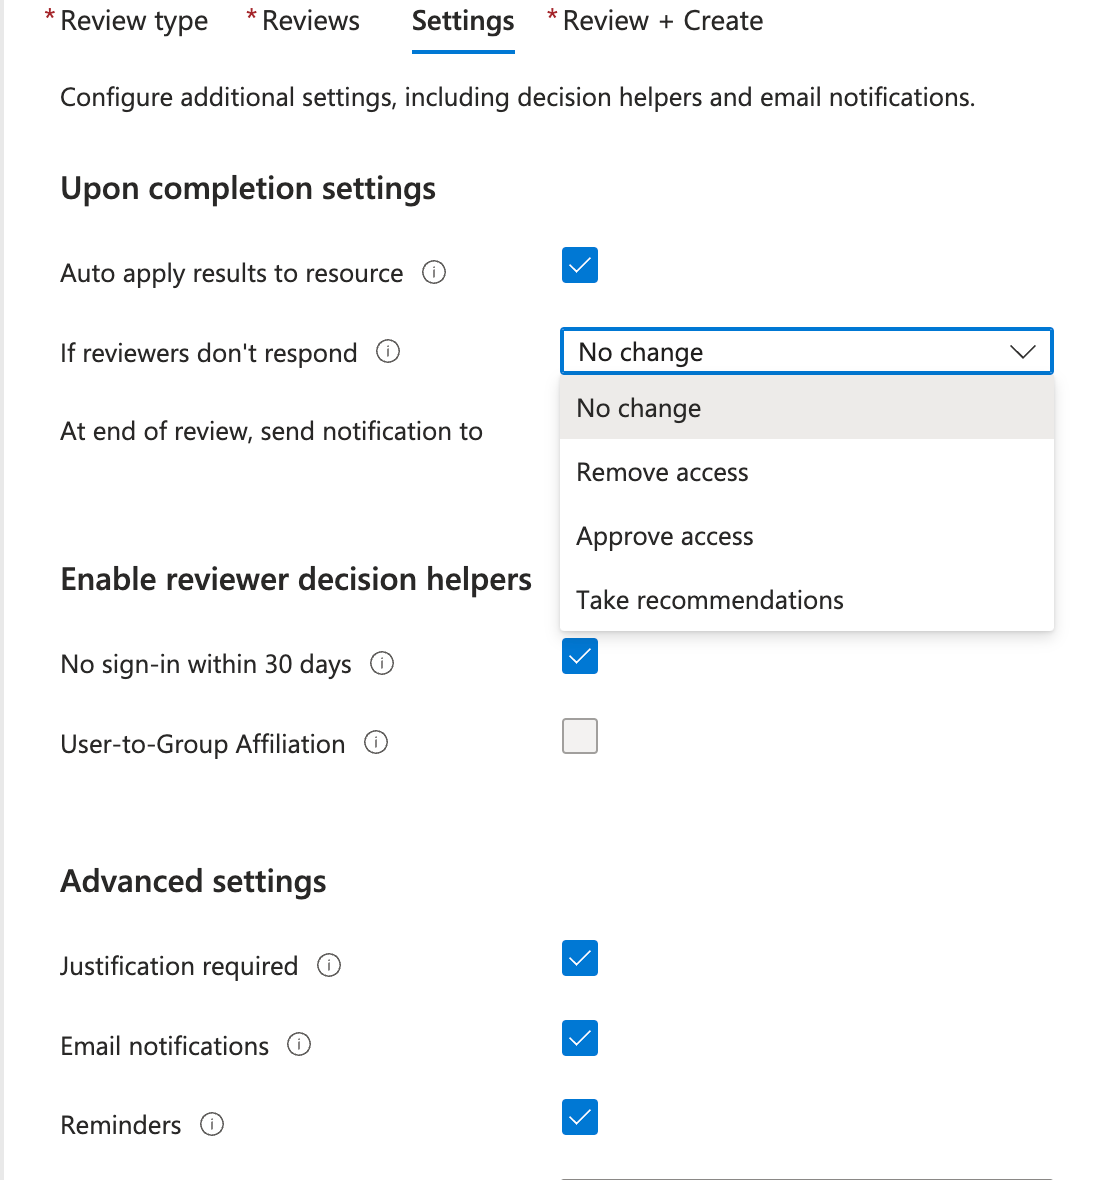 * Review type * Reviews Settings * Review + Create
Configure additional settings, including decision helpers and email notifications.
Upon completion settings
Auto apply results to resource
If reviewers don't respond
No change
No change
At end of review, send notification to
Remove access
Approve access
Take recommendations
Enable reviewer decision helpers
No sign-in within 30 days
User-to-Group Affiliation
Advanced settings
Justification required
Email notifications
Reminders